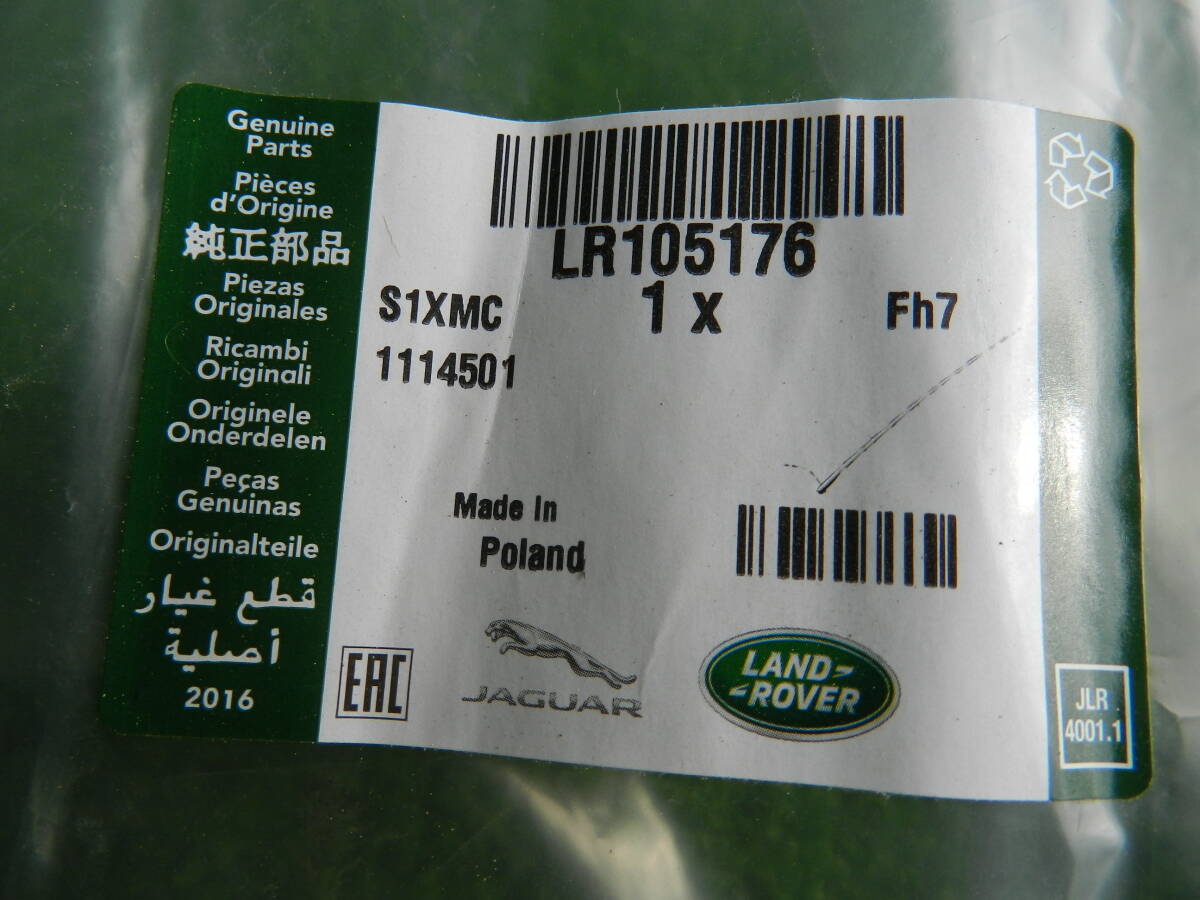 Genuine
Parts
Pièces
d'Origine
純正部品
Piezas
Originales
Ricambi
Originali
Originele
Onderdelen
Peças
Genuinas
Originalteile
قطع غيار
أصلية
2016
LR105176
1 x
S1XMC
Fh7
1114501
Made In
Poland
EAC
JAGUAR
LAND-
-ROVER
JLR
4001.1